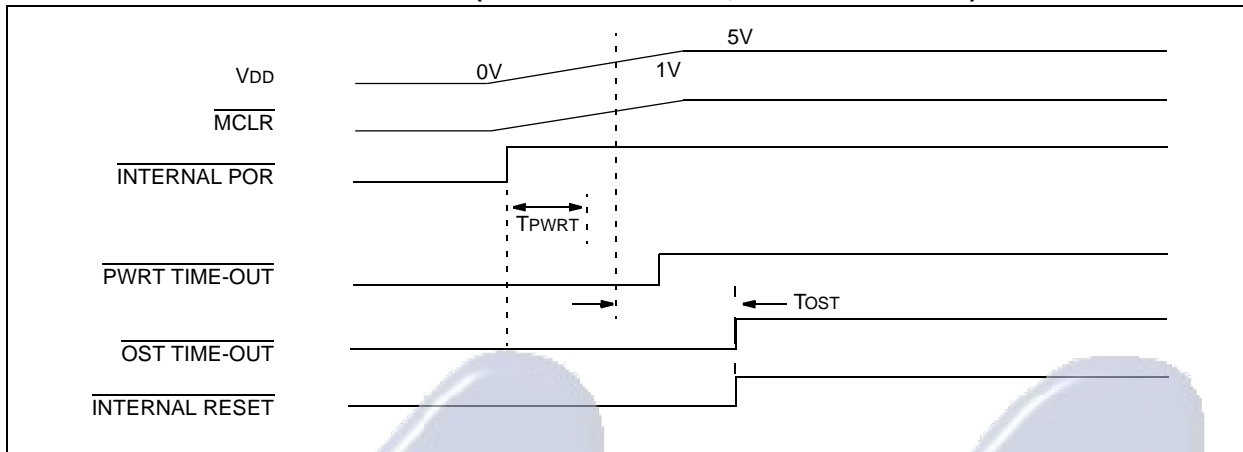 5V
VDD 0V 1V
MCLR
INTERNAL POR
TPWRT
PWRT TIME-OUT
TOST
OST TIME-OUT
INTERNAL RESET